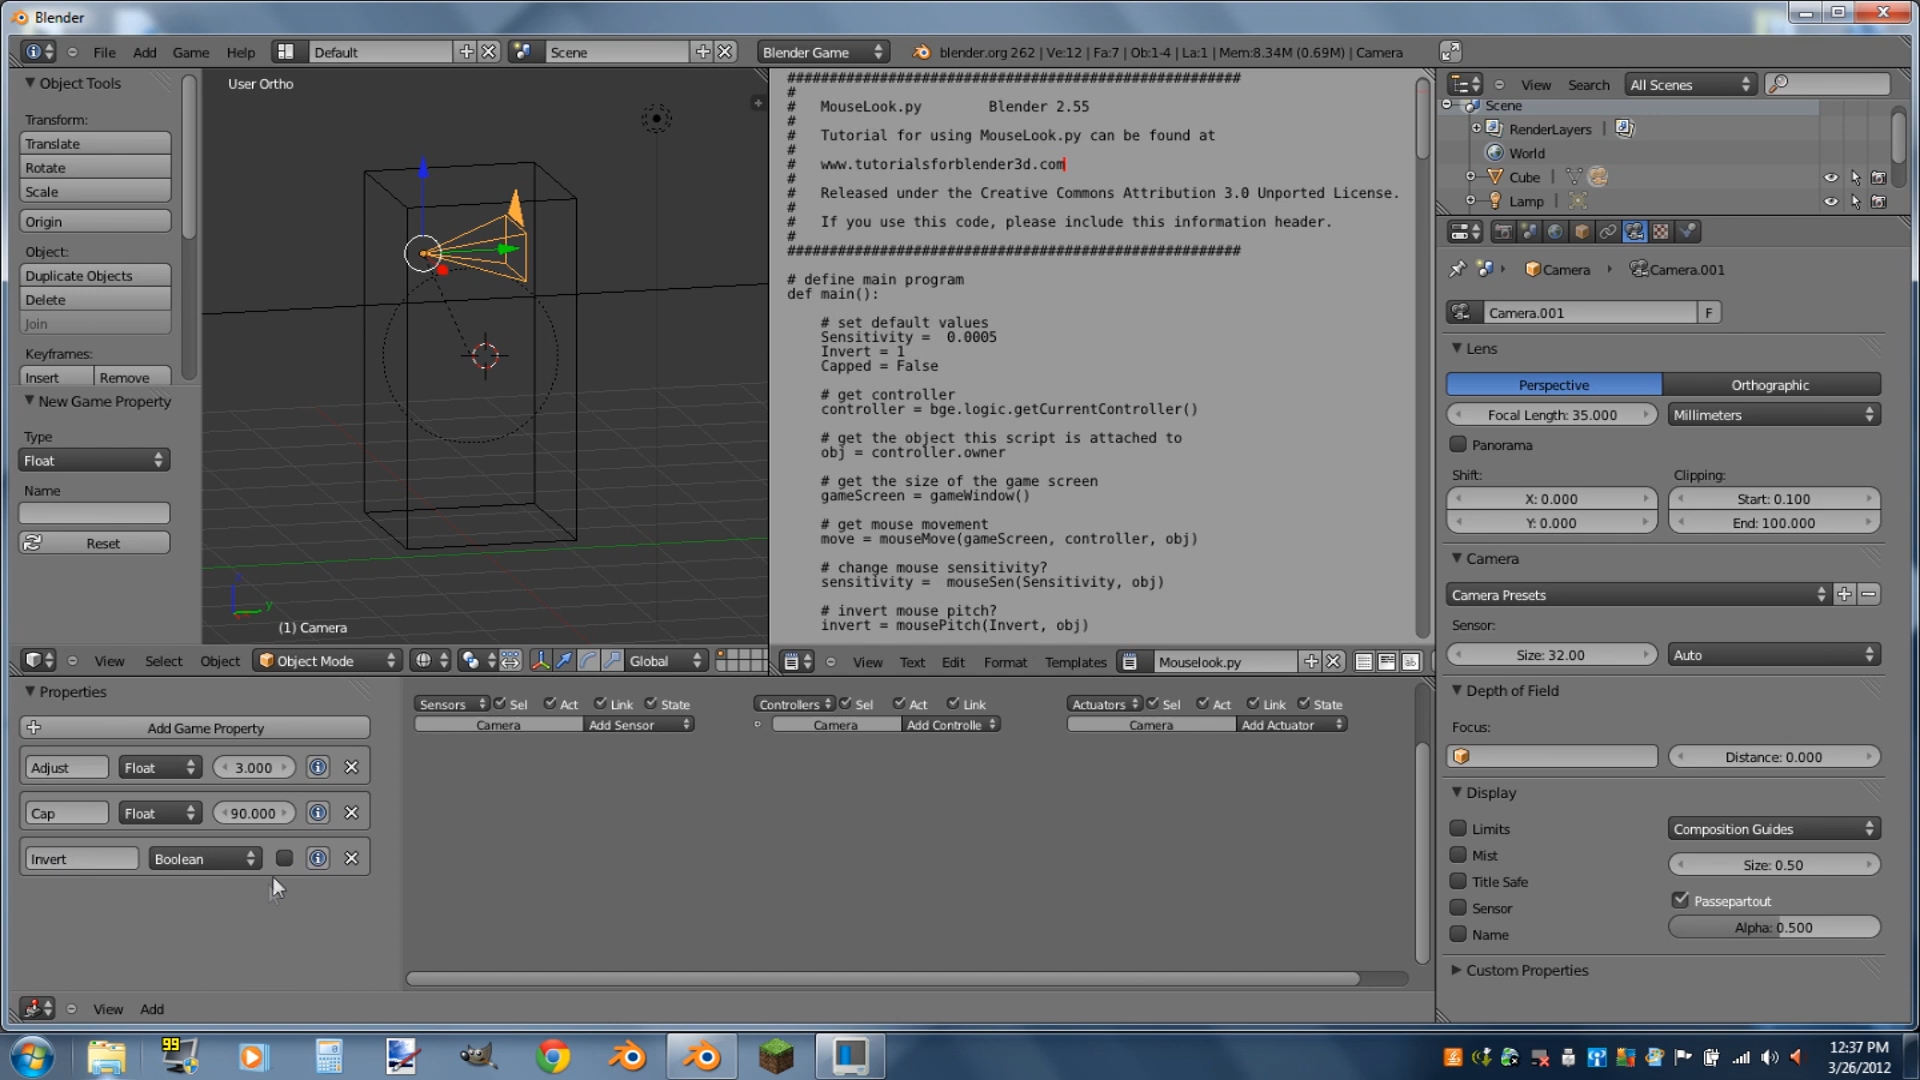 Blender
File Add Game Help Default Scene Blender Game blender.org 262 | Ve:12 | Fa:7 | Ob:1-4 | La:1 | Mem:8.34M (0.69M) | Camera
Object Tools
Transform:
Translate
Rotate
Scale
Origin
Object:
Duplicate Objects
Delete
Join
Keyframes:
Insert Remove
New Game Property
Type
Float
Name
Reset
User Ortho
z
y
(1) Camera
View Select Object Object Mode Global
######################################################
#
# MouseLook.py Blender 2.55
#
# Tutorial for using MouseLook.py can be found at
#
# www.tutorialsforblender3d.com
#
# Released under the Creative Commons Attribution 3.0 Unported License.
#
# If you use this code, please include this information header.
#
######################################################
# define main program
def main():
# set default values
Sensitivity = 0.0005
Invert = 1
Capped = False
# get controller
controller = bge.logic.getCurrentController()
# get the object this script is attached to
obj = controller.owner
# get the size of the game screen
gameScreen = gameWindow()
# get mouse movement
move = mouseMove(gameScreen, controller, obj)
# change mouse sensitivity?
sensitivity = mouseSen(Sensitivity, obj)
# invert mouse pitch?
invert = mousePitch(Invert, obj)
View Text Edit Format Templates Mouselook.py
View Search All Scenes
Scene
RenderLayers |
World
Cube |
Lamp |
Camera Camera.001
Camera.001 F
Lens
Perspective Orthographic
Focal Length: 35.000 Millimeters
Panorama
Shift: Clipping:
X: 0.000 Start: 0.100
Y: 0.000 End: 100.000
Camera
Camera Presets
Sensor:
Size: 32.00 Auto
Depth of Field
Focus:
Distance: 0.000
Display
Limits Composition Guides
Mist Size: 0.50
Title Safe
Sensor Passepartout
Name Alpha: 0.500
Custom Properties
Properties
Add Game Property
Adjust Float 3.000
Cap Float 90.000
Invert Boolean
Sensors Sel Act Link State Controllers Sel Act Link Actuators Sel Act Link State
Camera Add Sensor Camera Add Controlle Camera Add Actuator
View Add
99
12:37 PM
3/26/2012